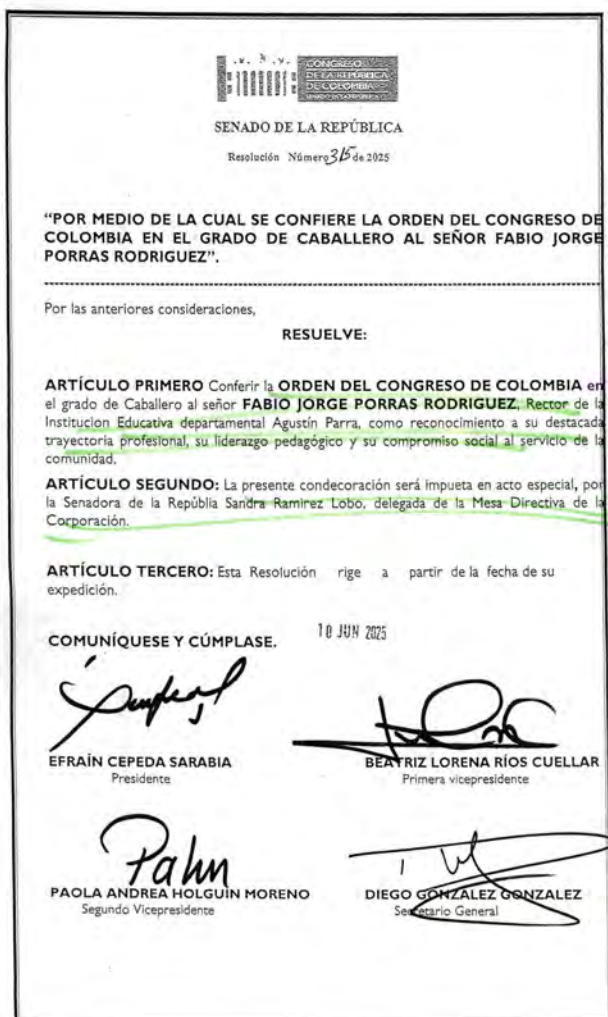 CONGRESO
DE LA REPÚBLICA
DE COLOMBIA
SENADO DE LA REPÚBLICA
Resolución Número 315 de 2025
“POR MEDIO DE LA CUAL SE CONFIERE LA ORDEN DEL CONGRESO DE
COLOMBIA EN EL GRADO DE CABALLERO AL SEÑOR FABIO JORGE
PORRAS RODRIGUEZ”.
Por las anteriores consideraciones,
RESUELVE:
ARTÍCULO PRIMERO Conferir la ORDEN DEL CONGRESO DE COLOMBIA en
el grado de Caballero al señor FABIO JORGE PORRAS RODRIGUEZ, Rector de la
Institucion Educativa departamental Agustín Parra, como reconocimiento a su destacada
trayectoria profesional, su liderazgo pedagógico y su compromiso social al servicio de la
comunidad.
ARTÍCULO SEGUNDO: La presente condecoración será impueta en acto especial, por
la Senadora de la Repúblia Sandra Ramirez Lobo, delegada de la Mesa Directiva de la
Corporación.
ARTÍCULO TERCERO: Esta Resolución rige a partir de la fecha de su
expedición.
COMUNÍQUESE Y CÚMPLASE.
10 JUN 2025
EFRAÍN CEPEDA SARABIA
Presidente
BEATRIZ LORENA RÍOS CUELLAR
Primera vicepresidente
PAOLA ANDREA HOLGUÍN MORENO
Segundo Vicepresidente
DIEGO GONZÁLEZ GONZALEZ
Secretario General